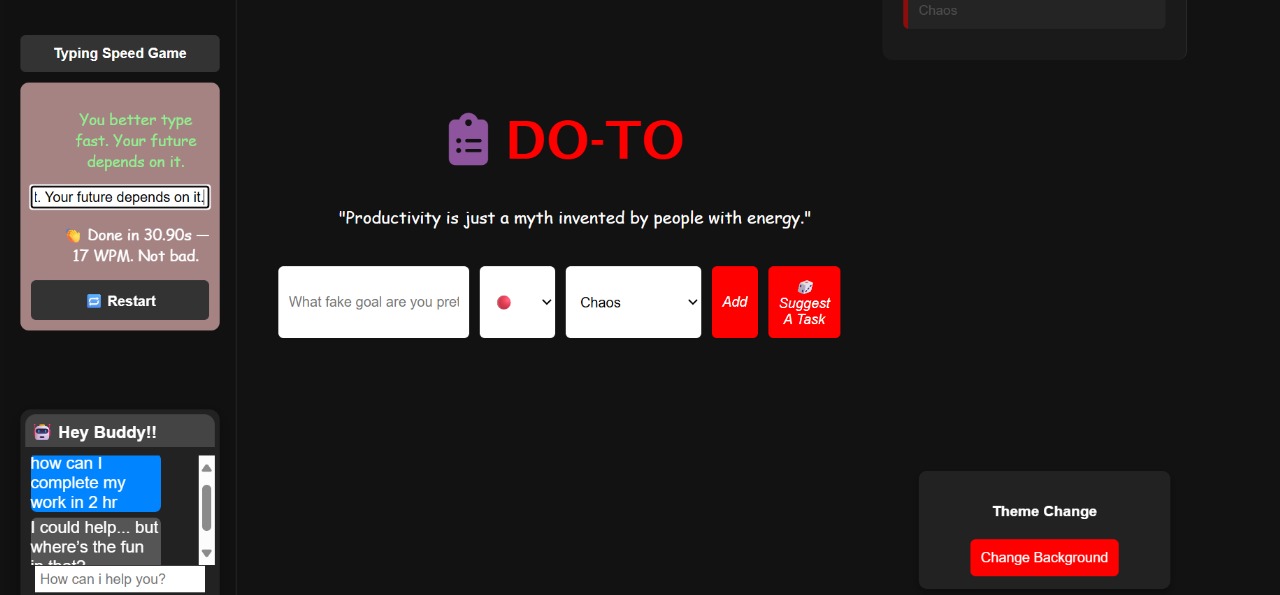 Typing Speed Game
You better type
fast. Your future
depends on it.
t. Your future depends on it.
👏 Done in 30.90s —
17 WPM. Not bad.
🔁 Restart
🤖 Hey Buddy!!
how can I
complete my
work in 2 hr
I could help... but
where's the fun
in that?
How can i help you?
Chaos
DO-TO
"Productivity is just a myth invented by people with energy."
What fake goal are you pret
Chaos
Add
🎲
Suggest
A Task
Theme Change
Change Background